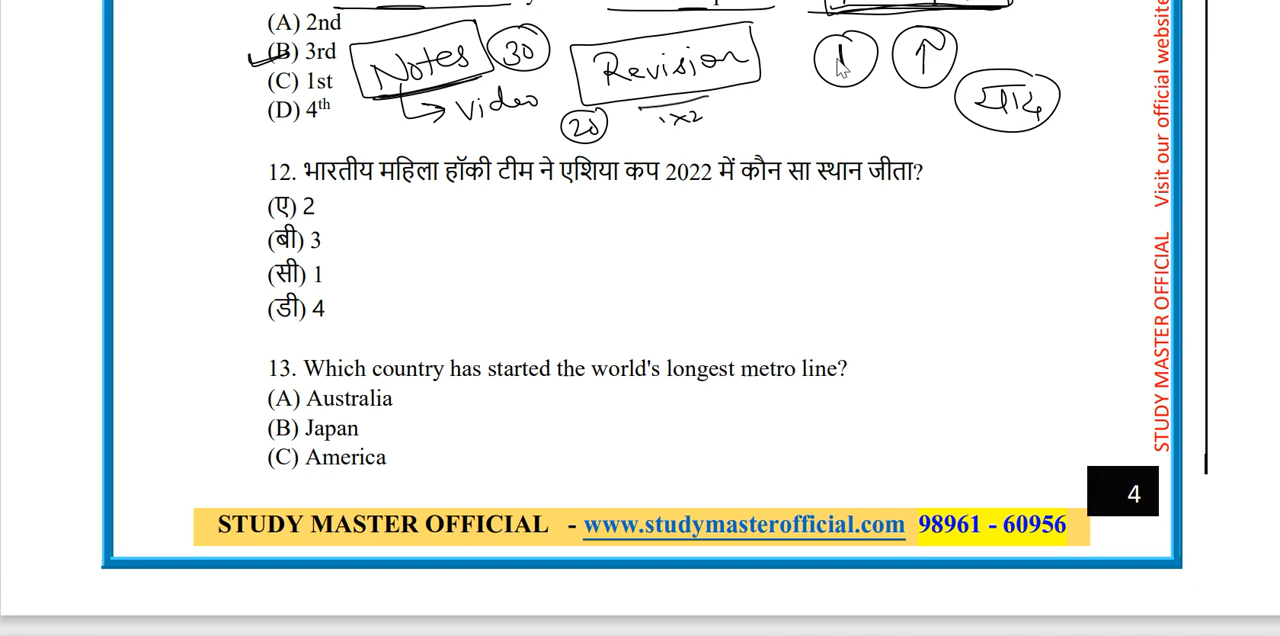 (A) 2nd
(B) 3rd
(C) 1st
(D) 4th
Notes 30 Revision 1 याद
→ Video 20 1x2
12. भारतीय महिला हॉकी टीम ने एशिया कप 2022 में कौन सा स्थान जीता?
(ए) 2
(बी) 3
(सी) 1
(डी) 4
13. Which country has started the world's longest metro line?
(A) Australia
(B) Japan
(C) America
4
STUDY MASTER OFFICIAL - www.studymasterofficial.com 98961 - 60956
STUDY MASTER OFFICIAL Visit our official website